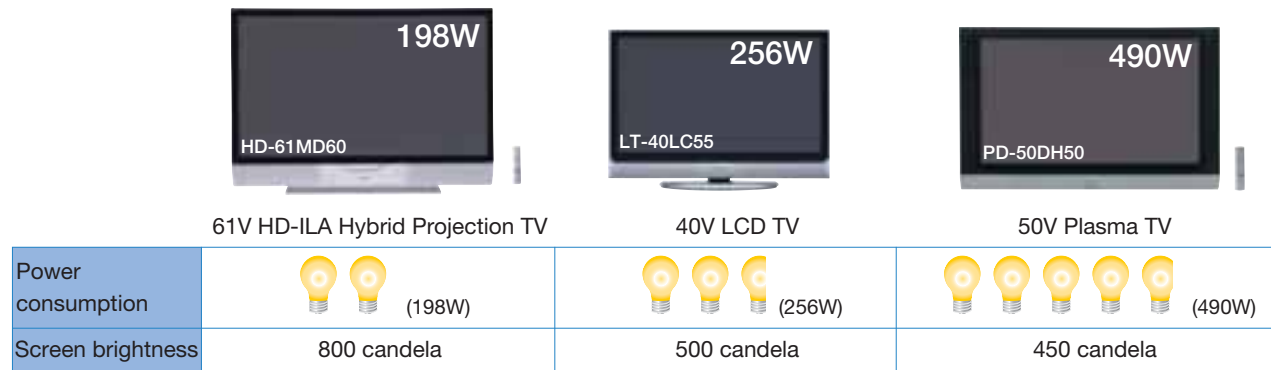 198W
HD-61MD60
256W
LT-40LC55
490W
PD-50DH50
61V HD-ILA Hybrid Projection TV
40V LCD TV
50V Plasma TV
Power
consumption
(198W)
(256W)
(490W)
Screen brightness
800 candela
500 candela
450 candela